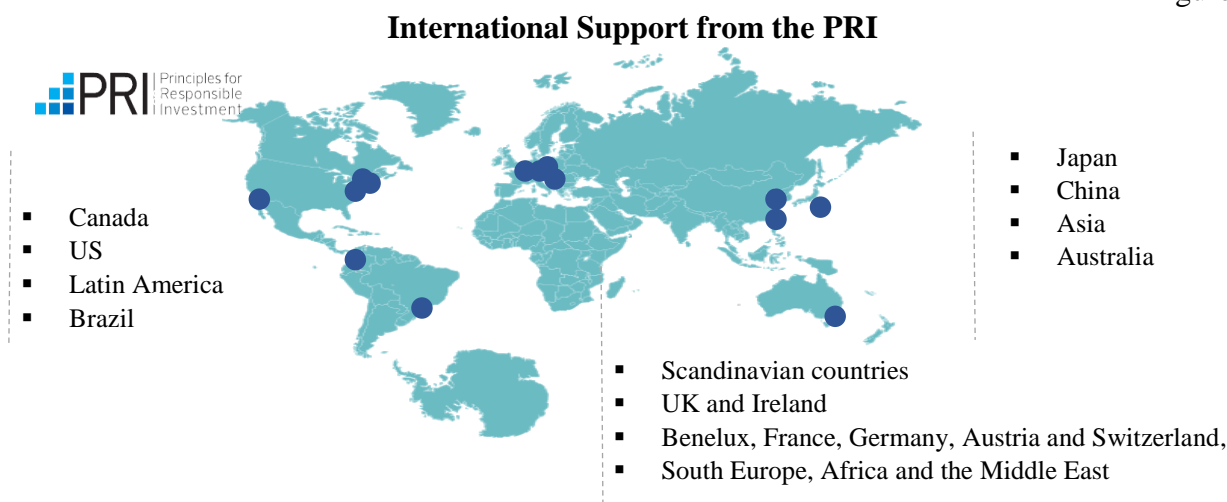 International Support from the PRI
PRI
Principles for
Responsible
Investment
▪ Canada
▪ US
▪ Latin America
▪ Brazil
▪ Japan
▪ China
▪ Asia
▪ Australia
▪ Scandinavian countries
▪ UK and Ireland
▪ Benelux, France, Germany, Austria and Switzerland,
▪ South Europe, Africa and the Middle East